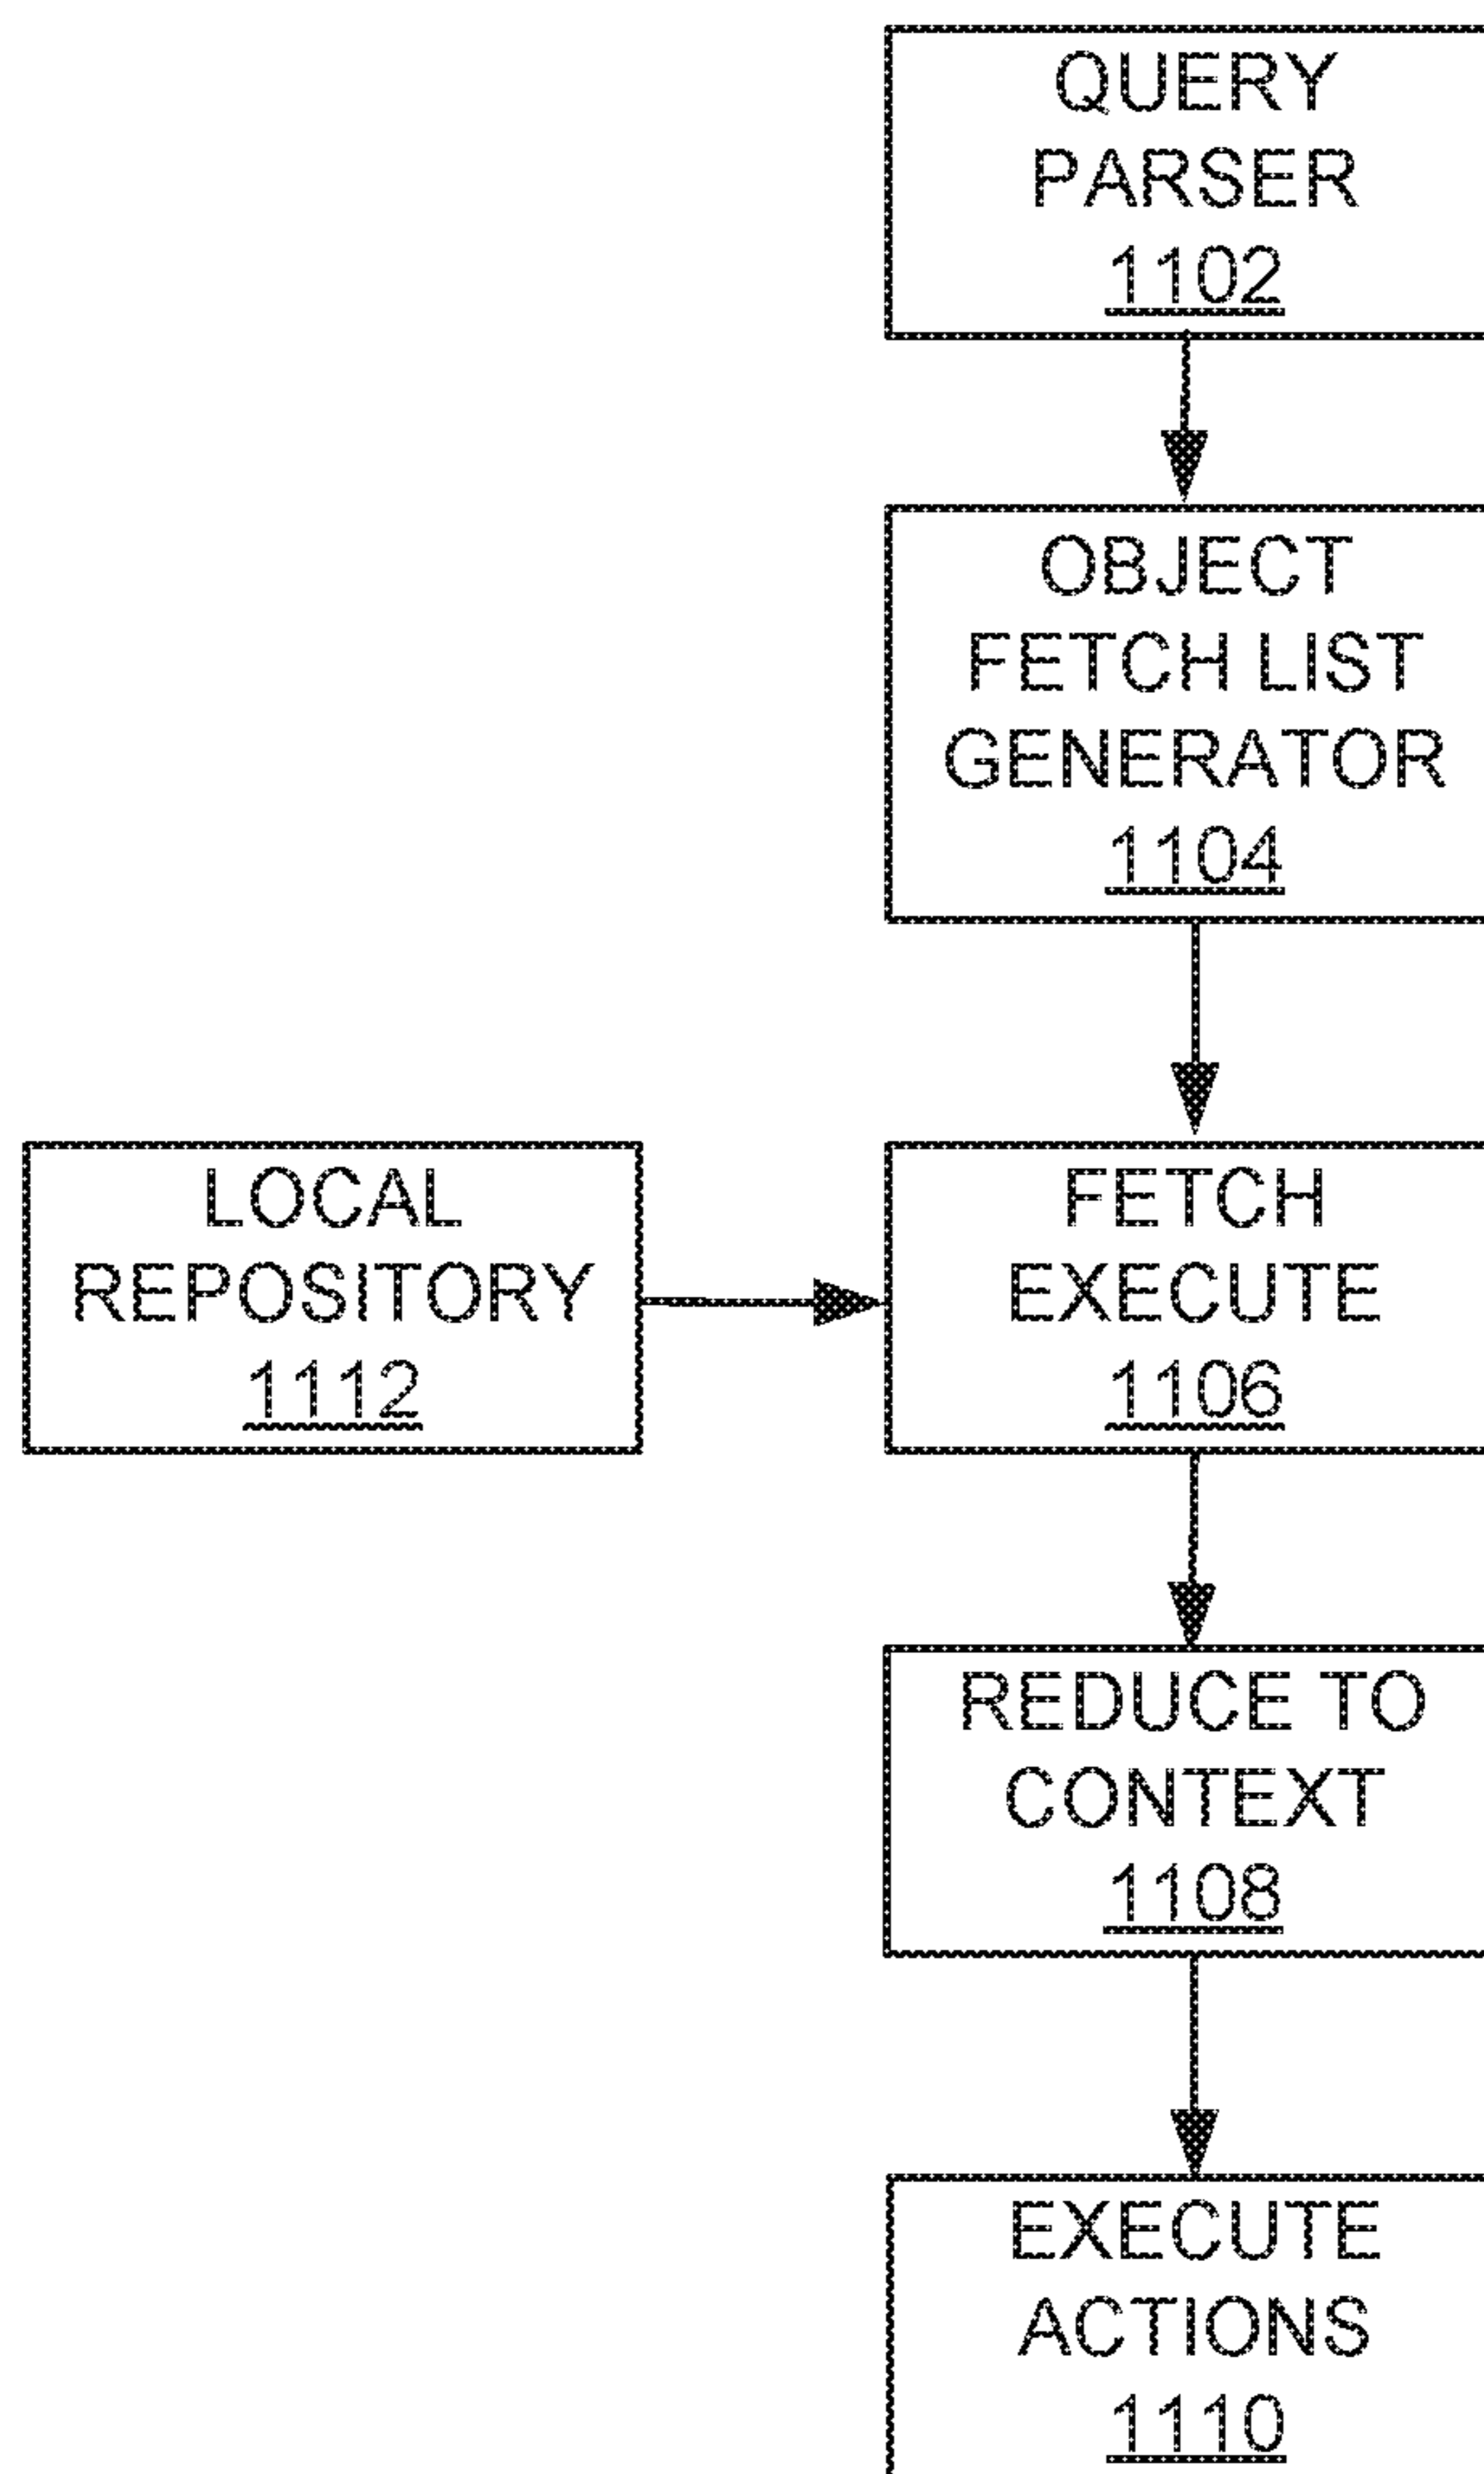 QUERY
PARSER
1102
OBJECT
FETCH LIST
GENERATOR
1104
LOCAL
REPOSITORY
1112
FETCH
EXECUTE
1106
REDUCE TO
CONTEXT
1108
EXECUTE
ACTIONS
1110